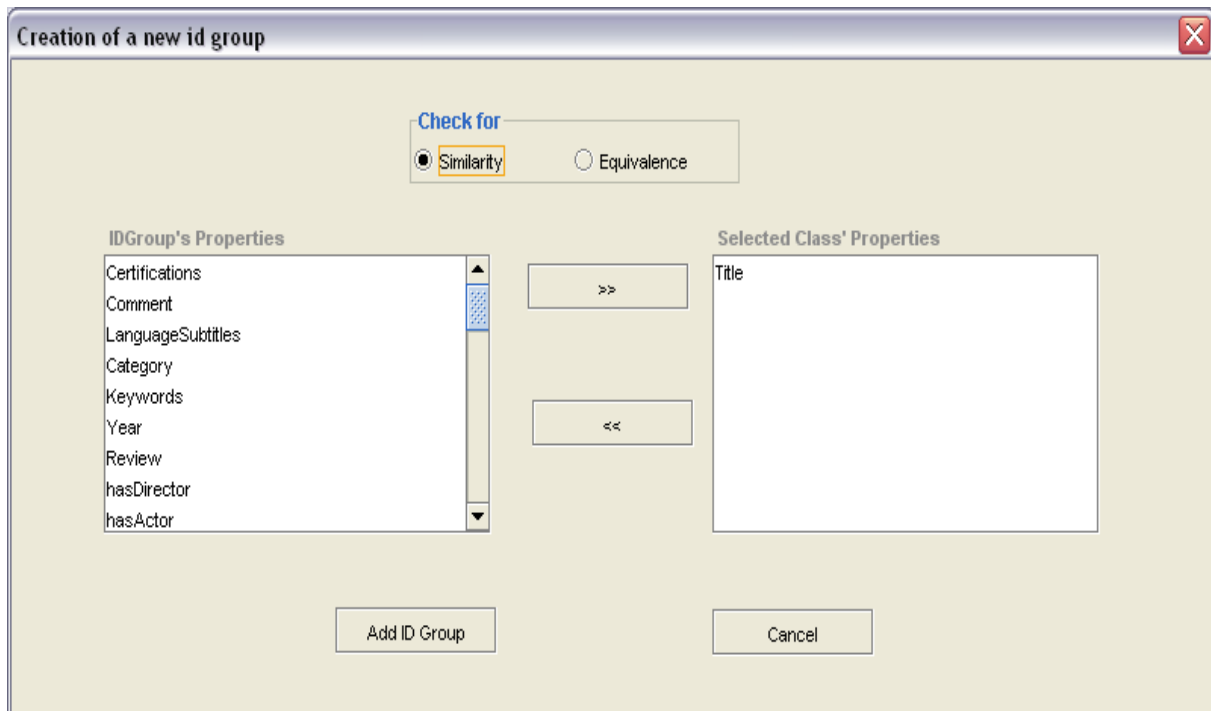 Creation of a new id group
Check for
Similarity
Equivalence
IDGroup's Properties
Selected Class' Properties
Certifications
Comment
LanguageSubtitles
Category
Keywords
Year
Review
hasDirector
hasActor
>>
<<
Title
Add ID Group
Cancel